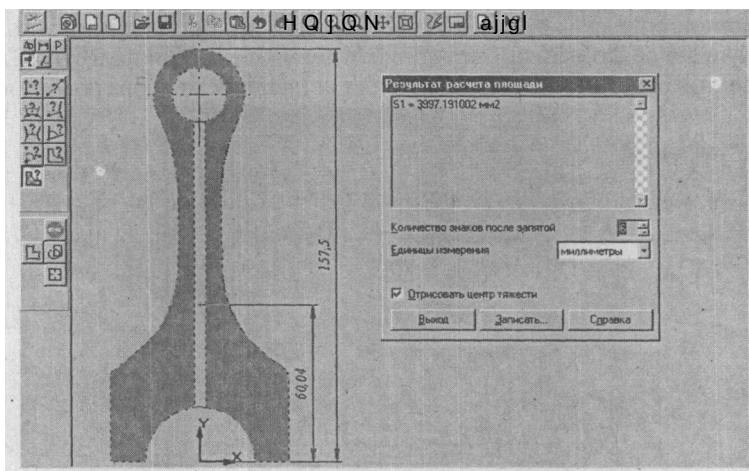 H Q j Q N ajjgl
Результат расчета площади
S1 = 3997.191002 мм2
Количество знаков после запятой
Единицы измерения миллиметры
Отрисовать центр тяжести
Выход Записать... Справка
157,5
60,04
Y
X